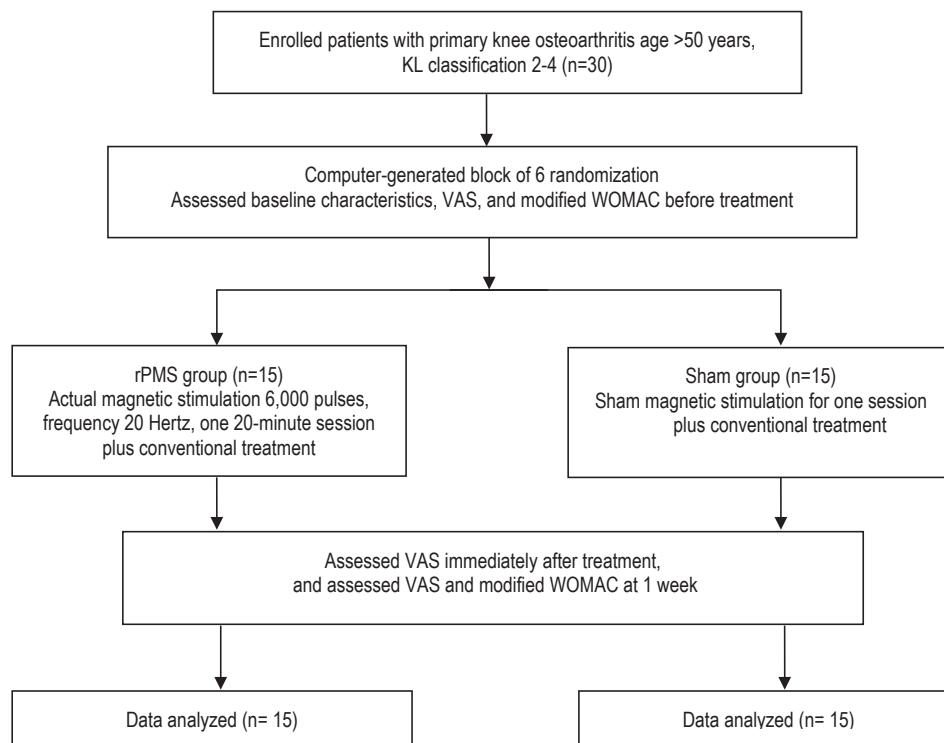 Enrolled patients with primary knee osteoarthritis age >50 years,
KL classification 2-4 (n=30)
Computer-generated block of 6 randomization
Assessed baseline characteristics, VAS, and modified WOMAC before treatment
rPMS group (n=15)
Actual magnetic stimulation 6,000 pulses,
frequency 20 Hertz, one 20-minute session
plus conventional treatment
Sham group (n=15)
Sham magnetic stimulation for one session
plus conventional treatment
Assessed VAS immediately after treatment,
and assessed VAS and modified WOMAC at 1 week
Data analyzed (n= 15)
Data analyzed (n= 15)